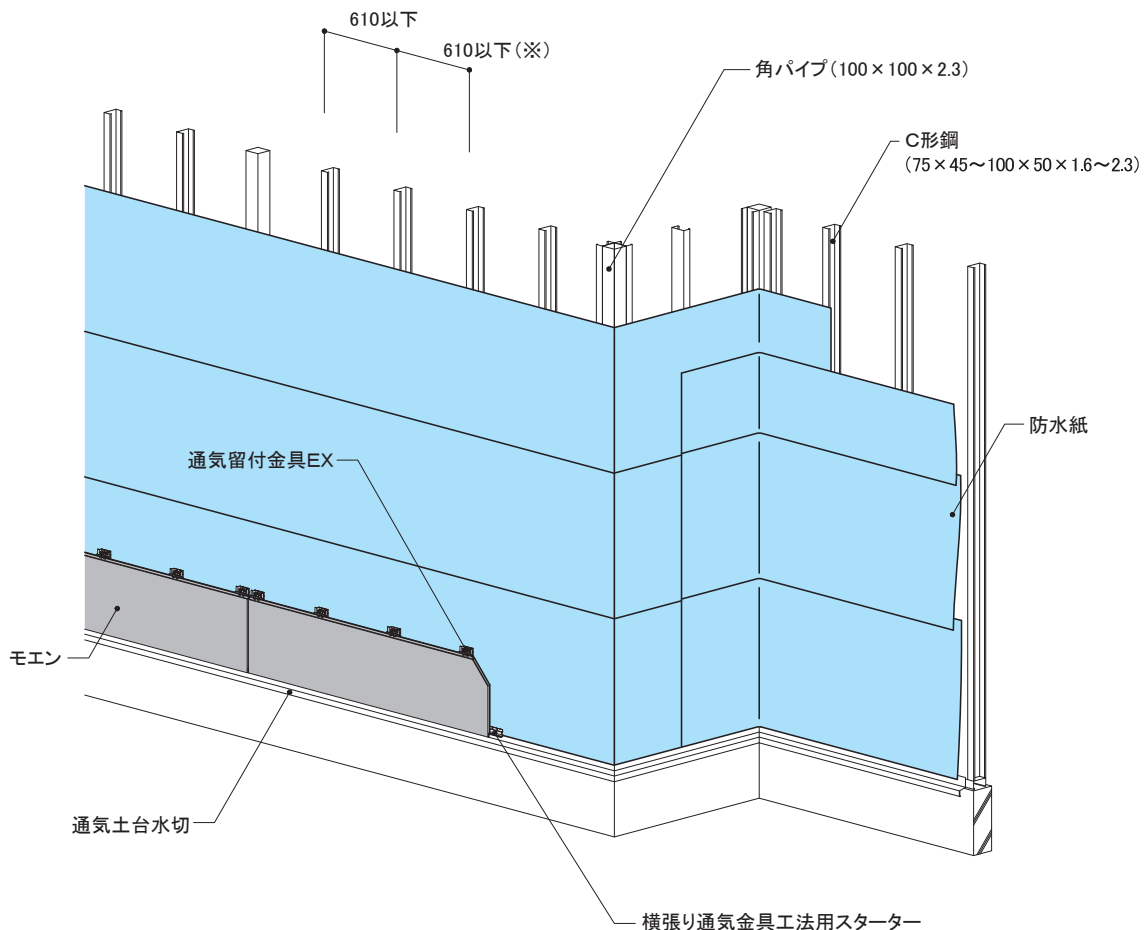 610以下
610以下(※)
角パイプ(100×100×2.3)
C形鋼
(75×45〜100×50×1.6〜2.3)
防水紙
通気留付金具EX
モエン
通気土台水切
横張り通気金具工法用スターター